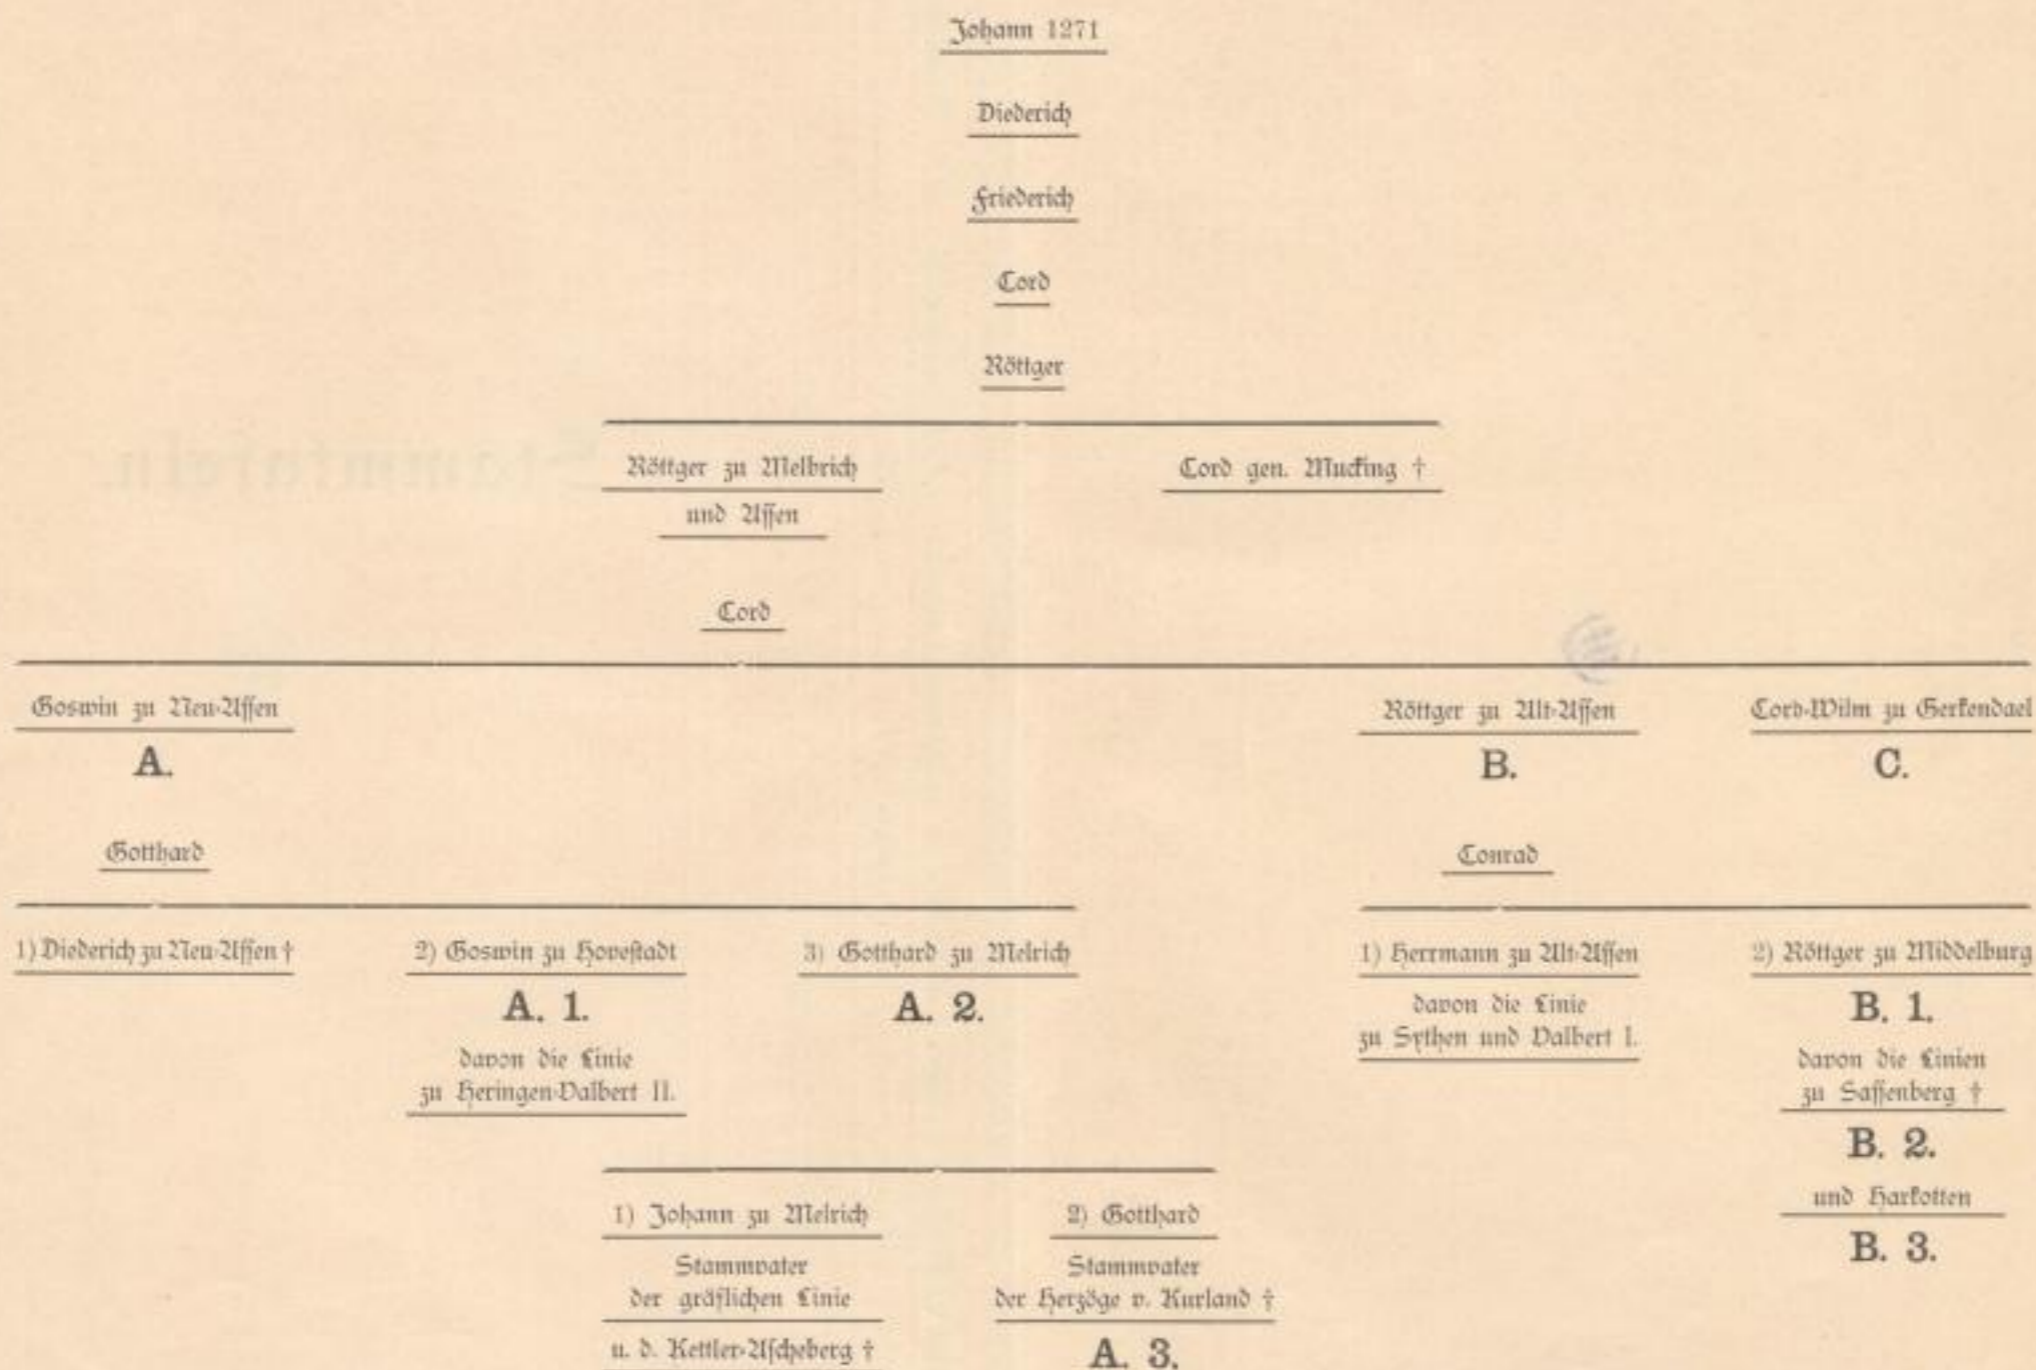 Johann 1271
Diederich
Friederich
Cord
Röttger
Röttger zu Melbrich
und Assen
Cord gen. Mucking †
Cord
Goswin zu Neu-Assen
A.
Röttger zu Alt-Assen
B.
Cord-Wilm zu Gerkendael
C.
Gotthard
Conrad
1) Diederich zu Neu-Assen †
2) Goswin zu Hovestadt
A. 1.
davon die Linie
zu Heringen-Valbert II.
3) Gotthard zu Melrich
A. 2.
1) Herrmann zu Alt-Assen
davon die Linie
zu Sythen und Valbert I.
2) Röttger zu Middelburg
B. 1.
davon die Linien
zu Sassenberg †
B. 2.
und Harkotten
B. 3.
1) Johann zu Melrich
Stammvater
der gräflichen Linie
u. d. Kettler-Ascheberg †
2) Gotthard
Stammvater
der Herzöge v. Kurland †
A. 3.